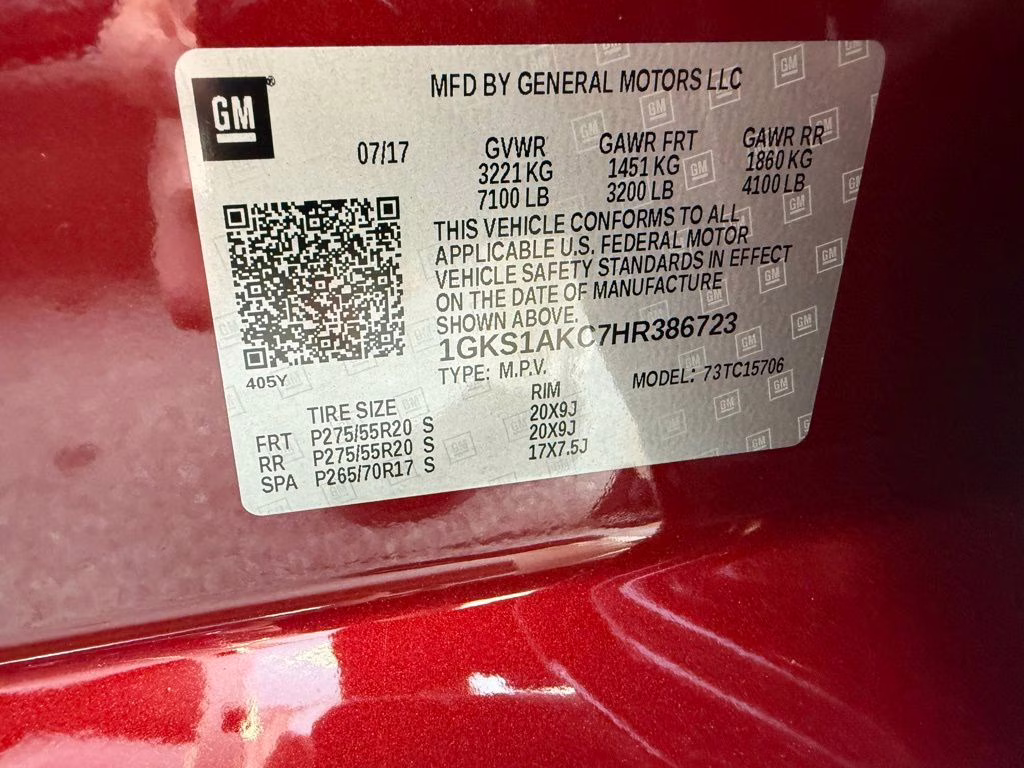 GM
MFD BY GENERAL MOTORS LLC
07/17
GVWR GAWR FRT GAWR RR
3221 KG 1451 KG 1860 KG
7100 LB 3200 LB 4100 LB
THIS VEHICLE CONFORMS TO ALL
APPLICABLE U.S. FEDERAL MOTOR
VEHICLE SAFETY STANDARDS IN EFFECT
ON THE DATE OF MANUFACTURE
SHOWN ABOVE.
1GKS1AKC7HR386723
405Y
TYPE: M.P.V. MODEL: 73TC15706
TIRE SIZE RIM
FRT P275/55R20 S 20X9J
RR P275/55R20 S 20X9J
SPA P265/70R17 S 17X7.5J